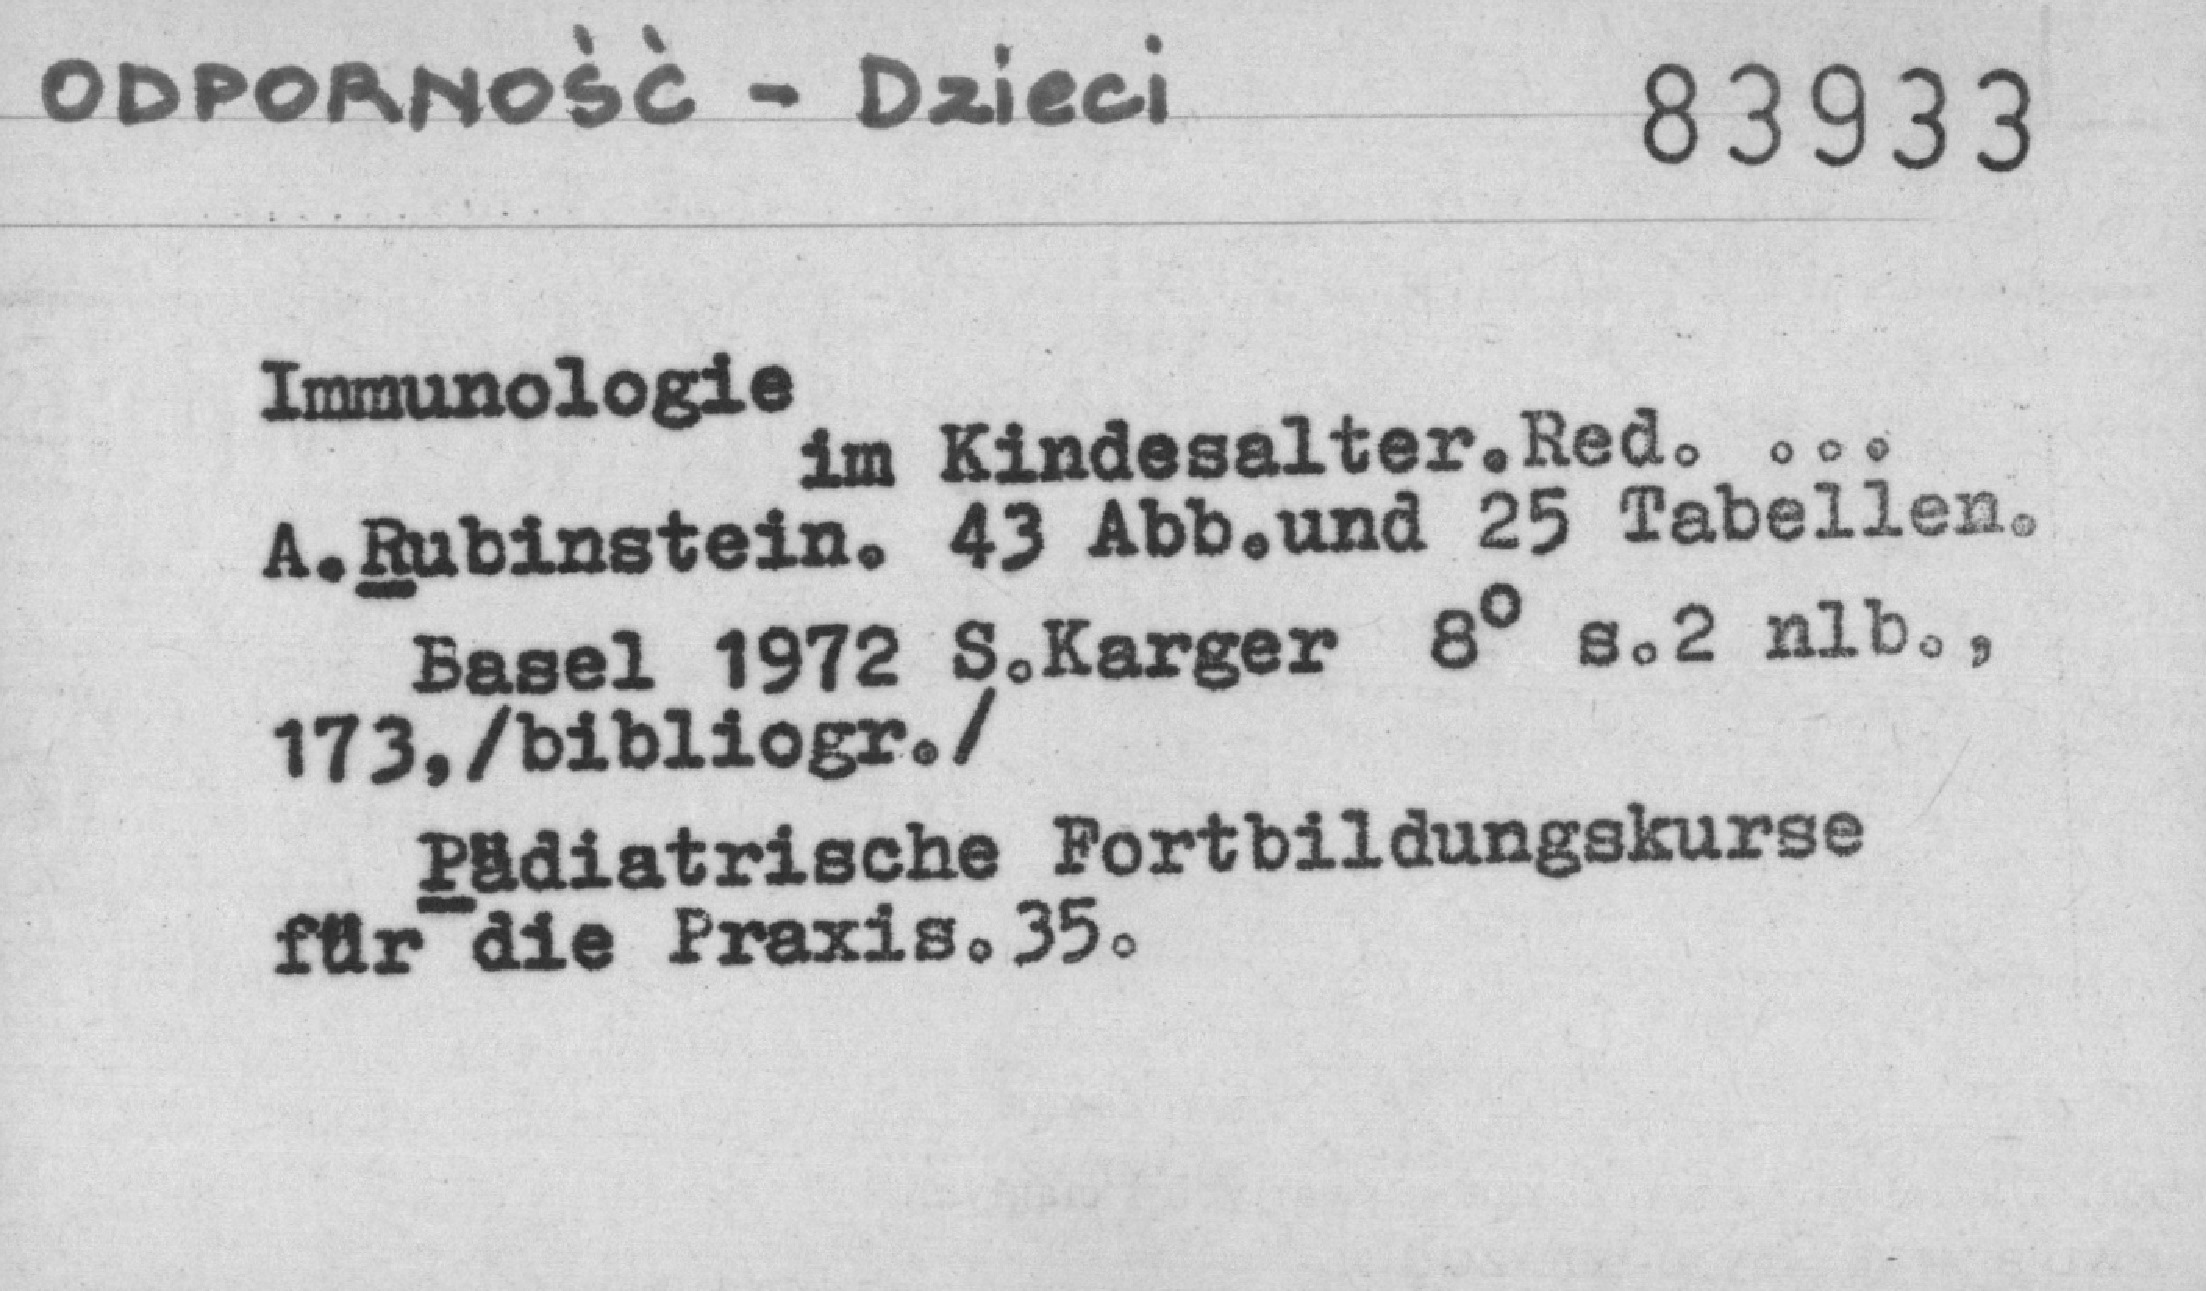 ODPORNOŚĆ - Dzieci 83933
Immunologie
im Kindesalter.Red. ...
A.Rubinstein. 43 Abb.und 25 Tabellen.
Basel 1972 S.Karger 8° s.2 nlb.,
173,/bibliogr./
Pädiatrische Fortbildungskurse
für die Praxis.35.